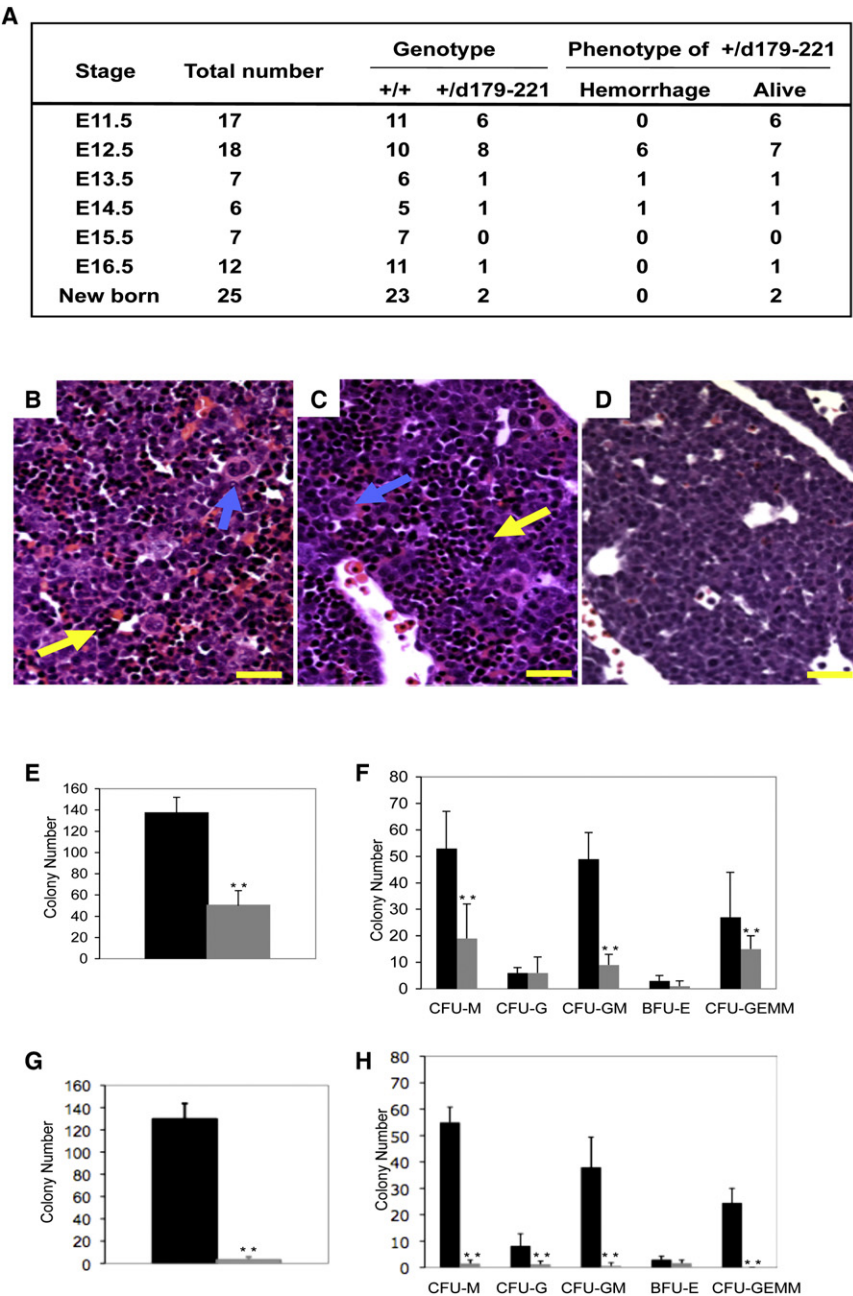 A
Genotype Phenotype of +/d179-221
Stage Total number
+/+ +/d179-221 Hemorrhage Alive
E11.5 17 11 6 0 6
E12.5 18 10 8 6 7
E13.5 7 6 1 1 1
E14.5 6 5 1 1 1
E15.5 7 7 0 0 0
E16.5 12 11 1 0 1
New born 25 23 2 0 2
B C D
E
Colony Number
160
140
120
100
80
60
40
20
0
**
F
Colony Number
80
70
60
50
40
30
20
10
0
** ** **
CFU-M CFU-G CFU-GM BFU-E CFU-GEMM
G
Colony Number
160
140
120
100
80
60
40
20
0
**
H
Colony Number
80
70
60
50
40
30
20
10
0
** ** ** **
CFU-M CFU-G CFU-GM BFU-E CFU-GEMM